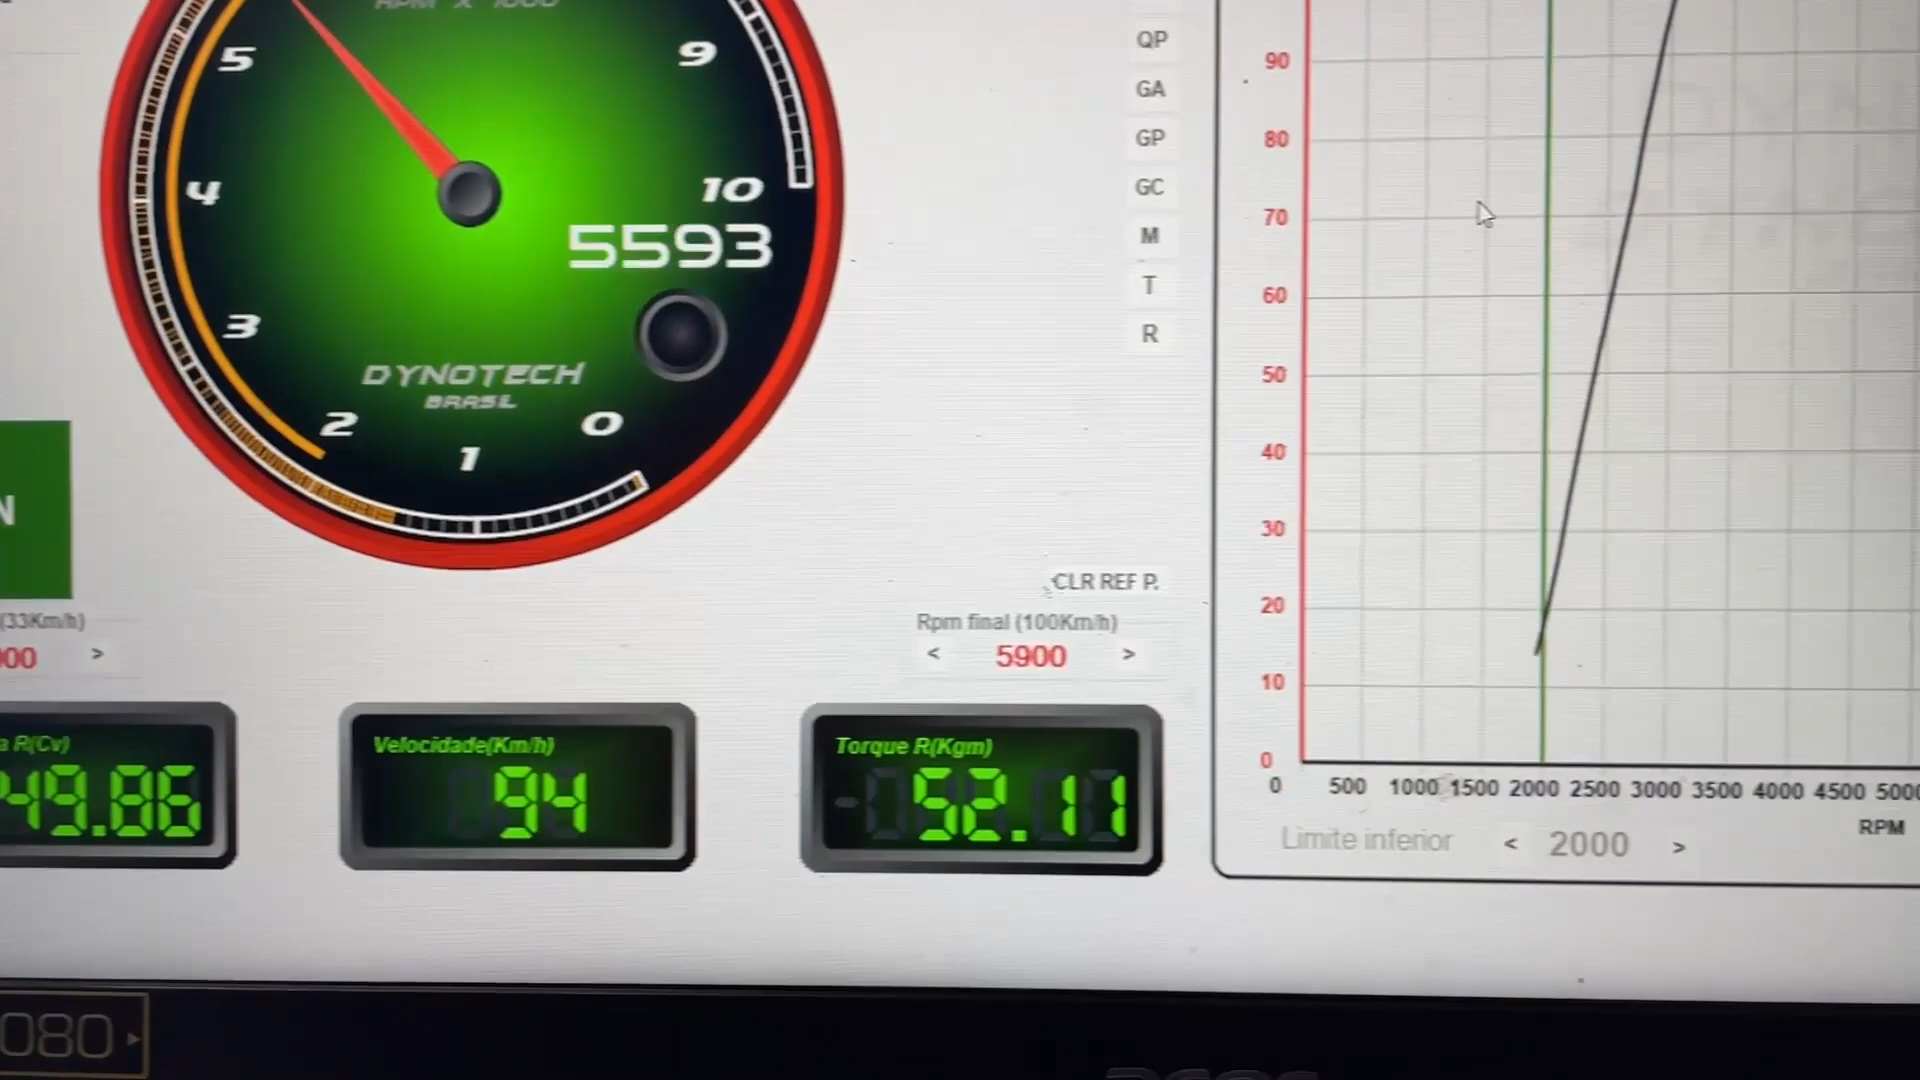 RPM X 1000
5
9
4
10
5593
3
DYNOTECH
BRASIL
2
0
1
N
(33Km/h)
00 >
QP
GA
GP
GC
M
T
R
CLR REF P.
Rpm final (100Km/h)
< 5900 >
a R(Cv)
49.86
Velocidade(Km/h)
94
Torque R(Kgm)
52.11
90
80
70
60
50
40
30
20
10
0
0 500 1000 1500 2000 2500 3000 3500 4000 4500 5000
RPM
Limite inferior < 2000 >
080
acer